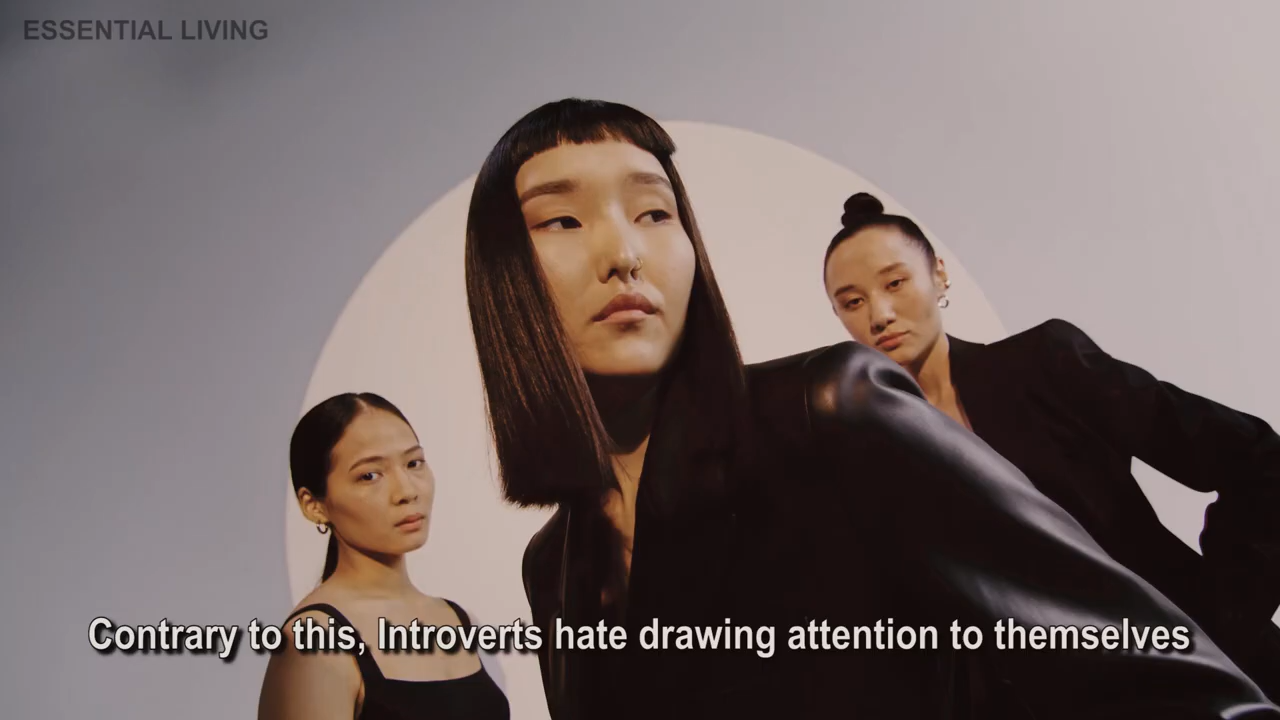 ESSENTIAL LIVING
Contrary to this, Introverts hate drawing attention to themselves